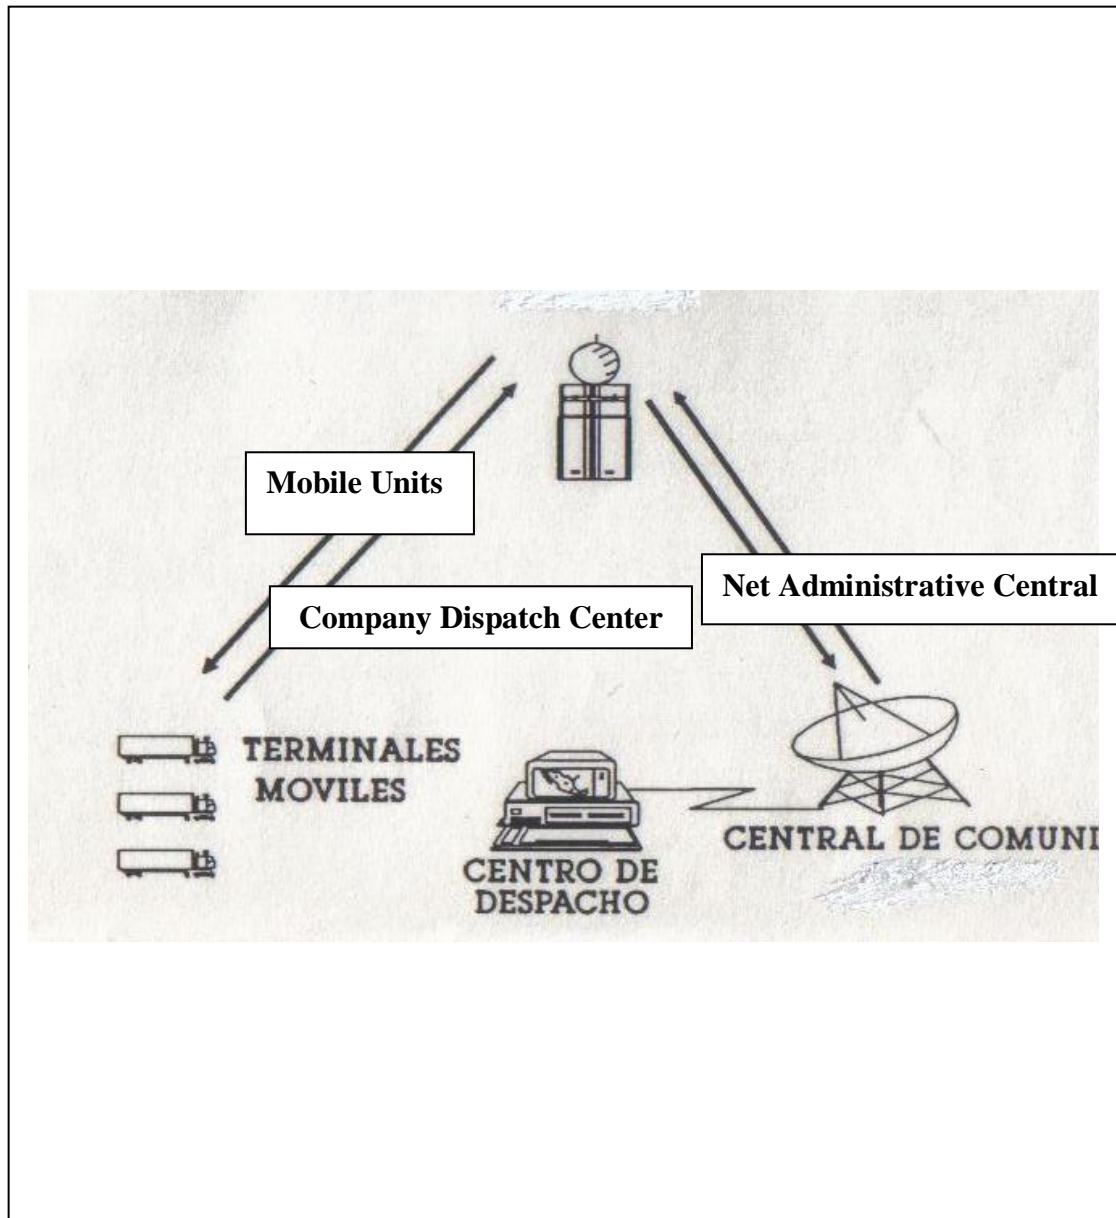 Mobile Units
Net Administrative Central
Company Dispatch Center
TERMINALES
MOVILES
CENTRAL DE COMUNI
CENTRO DE
DESPACHO